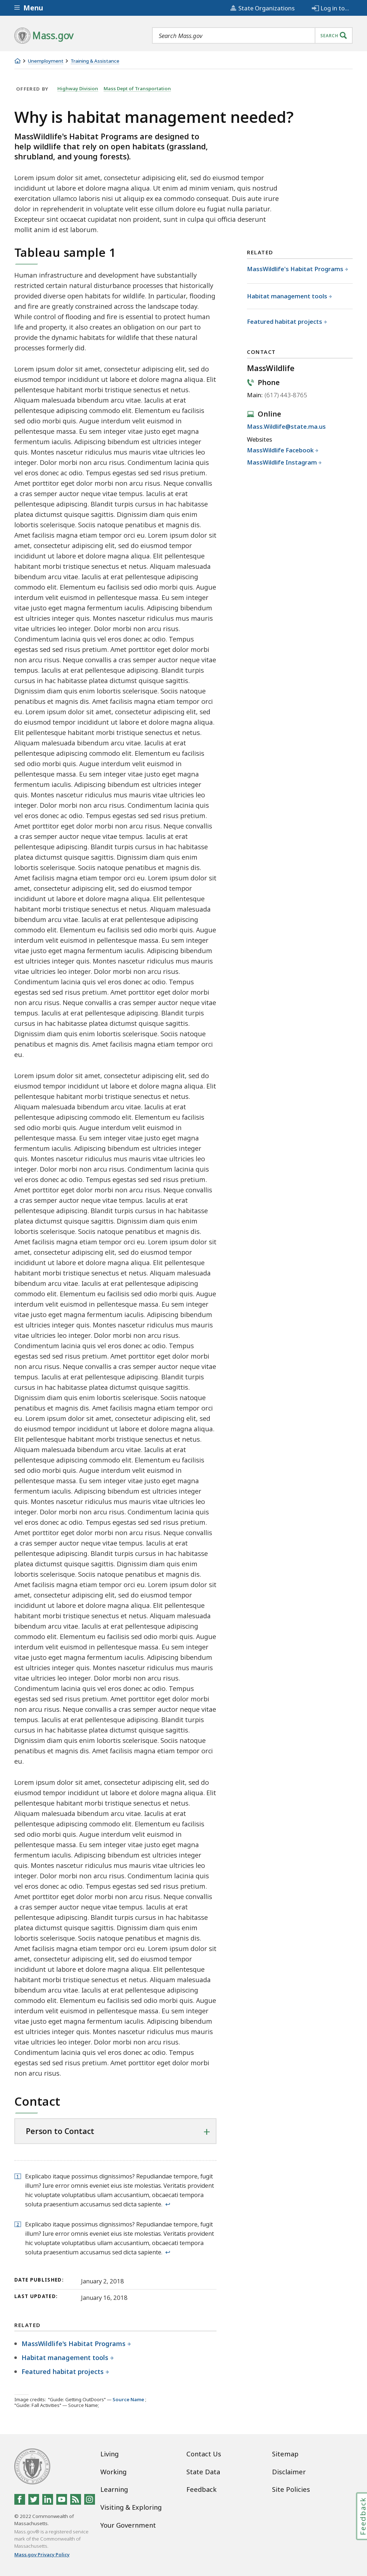 Menu
State Organizations
Log in to...
Mass.gov
Search Mass.gov
SEARCH
Unemployment
Training & Assistance
OFFERED BY
Highway Division
Mass Dept of Transportation
Why is habitat management needed?
MassWildlife's Habitat Programs are designed to
help wildlife that rely on open habitats (grassland,
shrubland, and young forests).
Lorem ipsum dolor sit amet, consectetur adipisicing elit, sed do eiusmod tempor
incididunt ut labore et dolore magna aliqua. Ut enim ad minim veniam, quis nostrud
exercitation ullamco laboris nisi ut aliquip ex ea commodo consequat. Duis aute irure
dolor in reprehenderit in voluptate velit esse cillum dolore eu fugiat nulla pariatur.
Excepteur sint occaecat cupidatat non proident, sunt in culpa qui officia deserunt
mollit anim id est laborum.
Tableau sample 1
Human infrastructure and development have substantially
restricted certain natural disturbance processes that historically
provided diverse open habitats for wildlife. In particular, flooding
and fire are now carefully controlled throughout the state.
Although controlling flood and fire is essential to protect human
life and property, it also creates an obligation on our part to
provide the diversity of open habitats for wildlife that these
processes formerly did.
Lorem ipsum dolor sit amet, consectetur adipiscing elit, sed do
eiusmod tempor incididunt ut labore et dolore magna aliqua. Elit
pellentesque habitant morbi tristique senectus et netus.
Aliquam malesuada bibendum arcu vitae. Iaculis at erat
pellentesque adipiscing commodo elit. Elementum eu facilisis
sed odio morbi quis. Augue interdum velit euismod in
pellentesque massa. Eu sem integer vitae justo eget magna
fermentum iaculis. Adipiscing bibendum est ultricies integer
quis. Montes nascetur ridiculus mus mauris vitae ultricies leo
integer. Dolor morbi non arcu risus. Condimentum lacinia quis
vel eros donec ac odio. Tempus egestas sed sed risus pretium.
Amet porttitor eget dolor morbi non arcu risus. Nequue convallis
a cras semper auctor neque vitae tempus. Iaculis at erat
pellentesque adipiscing. Blandit turpis cursus in hac habitasse
platea dictumst quisque sagittis. Dignissim diam quis enim
lobortis scelerisque. Sociis natoque penatibus et magnis dis.
Amet facilisis magna etiam tempor orci eu. Lorem ipsum dolor sit
amet, consectetur adipiscing elit, sed do eiusmod tempor
incididunt ut labore et dolore magna aliqua. Elit pellentesque
habitant morbi tristique senectus et netus. Aliquam malesuada
bibendum arcu vitae. Iaculis at erat pellentesque adipiscing
commodo elit. Elementum eu facilisis sed odio morbi quis. Augue
interdum velit euismod in pellentesque massa. Eu sem integer
vitae justo eget magna fermentum iaculis. Adipiscing bibendum
est ultricies integer quis. Montes nascetur ridiculus mus mauris
vitae ultricies leo integer. Dolor morbi non arcu risus.
Condimentum lacinia quis vel eros donec ac odio. Tempus
egestas sed sed risus pretium. Amet porttitor eget dolor morbi
non arcu risus. Nequue convallis a cras semper auctor neque vitae
tempus. Iaculis at erat pellentesque adipiscing. Blandit turpis
cursus in hac habitasse platea dictumst quisque sagittis.
Dignissim diam quis enim lobortis scelerisque. Sociis natoque
penatibus et magnis dis. Amet facilisis magna etiam tempor orci
eu. Lorem ipsum dolor sit amet, consectetur adipiscing elit, sed
do eiusmod tempor incididunt ut labore et dolore magna aliqua.
Elit pellentesque habitant morbi tristique senectus et netus.
Aliquam malesuada bibendum arcu vitae. Iaculis at erat
pellentesque adipiscing commodo elit. Elementum eu facilisis
sed odio morbi quis. Augue interdum velit euismod in
pellentesque massa. Eu sem integer vitae justo eget magna
fermentum iaculis. Adipiscing bibendum est ultricies integer
quis. Montes nascetur ridiculus mus mauris vitae ultricies leo
integer. Dolor morbi non arcu risus. Condimentum lacinia quis
vel eros donec ac odio. Tempus egestas sed sed risus pretium.
Amet porttitor eget dolor morbi non arcu risus. Nequue convallis
a cras semper auctor neque vitae tempus. Iaculis at erat
pellentesque adipiscing. Blandit turpis cursus in hac habitasse
platea dictumst quisque sagittis. Dignissim diam quis enim
lobortis scelerisque. Sociis natoque penatibus et magnis dis.
Amet facilisis magna etiam tempor orci eu. Lorem ipsum dolor sit
amet, consectetur adipiscing elit, sed do eiusmod tempor
incididunt ut labore et dolore magna aliqua. Elit pellentesque
habitant morbi tristique senectus et netus. Aliquam malesuada
bibendum arcu vitae. Iaculis at erat pellentesque adipiscing
commodo elit. Elementum eu facilisis sed odio morbi quis. Augue
interdum velit euismod in pellentesque massa. Eu sem integer
vitae justo eget magna fermentum iaculis. Adipiscing bibendum
est ultricies integer quis. Montes nascetur ridiculus mus mauris
vitae ultricies leo integer. Dolor morbi non arcu risus.
Condimentum lacinia quis vel eros donec ac odio. Tempus
egestas sed sed risus pretium. Amet porttitor eget dolor morbi
non arcu risus. Nequue convallis a cras semper auctor neque vitae
tempus. Iaculis at erat pellentesque adipiscing. Blandit turpis
cursus in hac habitasse platea dictumst quisque sagittis.
Dignissim diam quis enim lobortis scelerisque. Sociis natoque
penatibus et magnis dis. Amet facilisis magna etiam tempor orci
eu.
Lorem ipsum dolor sit amet, consectetur adipiscing elit, sed do
eiusmod tempor incididunt ut labore et dolore magna aliqua. Elit
pellentesque habitant morbi tristique senectus et netus.
Aliquam malesuada bibendum arcu vitae. Iaculis at erat
pellentesque adipiscing commodo elit. Elementum eu facilisis
sed odio morbi quis. Augue interdum velit euismod in
pellentesque massa. Eu sem integer vitae justo eget magna
fermentum iaculis. Adipiscing bibendum est ultricies integer
quis. Montes nascetur ridiculus mus mauris vitae ultricies leo
integer. Dolor morbi non arcu risus. Condimentum lacinia quis
vel eros donec ac odio. Tempus egestas sed sed risus pretium.
Amet porttitor eget dolor morbi non arcu risus. Nequue convallis
a cras semper auctor neque vitae tempus. Iaculis at erat
pellentesque adipiscing. Blandit turpis cursus in hac habitasse
platea dictumst quisque sagittis. Dignissim diam quis enim
lobortis scelerisque. Sociis natoque penatibus et magnis dis.
Amet facilisis magna etiam tempor orci eu. Lorem ipsum dolor sit
amet, consectetur adipiscing elit, sed do eiusmod tempor
incididunt ut labore et dolore magna aliqua. Elit pellentesque
habitant morbi tristique senectus et netus. Aliquam malesuada
bibendum arcu vitae. Iaculis at erat pellentesque adipiscing
commodo elit. Elementum eu facilisis sed odio morbi quis. Augue
interdum velit euismod in pellentesque massa. Eu sem integer
vitae justo eget magna fermentum iaculis. Adipiscing bibendum
est ultricies integer quis. Montes nascetur ridiculus mus mauris
vitae ultricies leo integer. Dolor morbi non arcu risus.
Condimentum lacinia quis vel eros donec ac odio. Tempus
egestas sed sed risus pretium. Amet porttitor eget dolor morbi
non arcu risus. Nequue convallis a cras semper auctor neque vitae
tempus. Iaculis at erat pellentesque adipiscing. Blandit turpis
cursus in hac habitasse platea dictumst quisque sagittis.
Dignissim diam quis enim lobortis scelerisque. Sociis natoque
penatibus et magnis dis. Amet facilisis magna etiam tempor orci
eu. Lorem ipsum dolor sit amet, consectetur adipiscing elit, sed
do eiusmod tempor incididunt ut labore et dolore magna aliqua.
Elit pellentesque habitant morbi tristique senectus et netus.
Aliquam malesuada bibendum arcu vitae. Iaculis at erat
pellentesque adipiscing commodo elit. Elementum eu facilisis
sed odio morbi quis. Augue interdum velit euismod in
pellentesque massa. Eu sem integer vitae justo eget magna
fermentum iaculis. Adipiscing bibendum est ultricies integer
quis. Montes nascetur ridiculus mus mauris vitae ultricies leo
integer. Dolor morbi non arcu risus. Condimentum lacinia quis
vel eros donec ac odio. Tempus egestas sed sed risus pretium.
Amet porttitor eget dolor morbi non arcu risus. Nequue convallis
a cras semper auctor neque vitae tempus. Iaculis at erat
pellentesque adipiscing. Blandit turpis cursus in hac habitasse
platea dictumst quisque sagittis. Dignissim diam quis enim
lobortis scelerisque. Sociis natoque penatibus et magnis dis.
Amet facilisis magna etiam tempor orci eu. Lorem ipsum dolor sit
amet, consectetur adipiscing elit, sed do eiusmod tempor
incididunt ut labore et dolore magna aliqua. Elit pellentesque
habitant morbi tristique senectus et netus. Aliquam malesuada
bibendum arcu vitae. Iaculis at erat pellentesque adipiscing
commodo elit. Elementum eu facilisis sed odio morbi quis. Augue
interdum velit euismod in pellentesque massa. Eu sem integer
vitae justo eget magna fermentum iaculis. Adipiscing bibendum
est ultricies integer quis. Montes nascetur ridiculus mus mauris
vitae ultricies leo integer. Dolor morbi non arcu risus.
Condimentum lacinia quis vel eros donec ac odio. Tempus
egestas sed sed risus pretium. Amet porttitor eget dolor morbi
non arcu risus. Nequue convallis a cras semper auctor neque vitae
tempus. Iaculis at erat pellentesque adipiscing. Blandit turpis
cursus in hac habitasse platea dictumst quisque sagittis.
Dignissim diam quis enim lobortis scelerisque. Sociis natoque
penatibus et magnis dis. Amet facilisis magna etiam tempor orci
eu.
Lorem ipsum dolor sit amet, consectetur adipiscing elit, sed do
eiusmod tempor incididunt ut labore et dolore magna aliqua. Elit
pellentesque habitant morbi tristique senectus et netus.
Aliquam malesuada bibendum arcu vitae. Iaculis at erat
pellentesque adipiscing commodo elit. Elementum eu facilisis
sed odio morbi quis. Augue interdum velit euismod in
pellentesque massa. Eu sem integer vitae justo eget magna
fermentum iaculis. Adipiscing bibendum est ultricies integer
quis. Montes nascetur ridiculus mus mauris vitae ultricies leo
integer. Dolor morbi non arcu risus. Condimentum lacinia quis
vel eros donec ac odio. Tempus egestas sed sed risus pretium.
Amet porttitor eget dolor morbi non arcu risus. Nequue convallis
a cras semper auctor neque vitae tempus. Iaculis at erat
pellentesque adipiscing. Blandit turpis cursus in hac habitasse
platea dictumst quisque sagittis. Dignissim diam quis enim
lobortis scelerisque. Sociis natoque penatibus et magnis dis.
Amet facilisis magna etiam tempor orci eu. Lorem ipsum dolor sit
amet, consectetur adipiscing elit, sed do eiusmod tempor
incididunt ut labore et dolore magna aliqua. Elit pellentesque
habitant morbi tristique senectus et netus. Aliquam malesuada
bibendum arcu vitae. Iaculis at erat pellentesque adipiscing
commodo elit. Elementum eu facilisis sed odio morbi quis. Augue
interdum velit euismod in pellentesque massa. Eu sem integer
vitae justo eget magna fermentum iaculis. Adipiscing bibendum
est ultricies integer quis. Montes nascetur ridiculus mus mauris
vitae ultricies leo integer. Dolor morbi non arcu risus.
Condimentum lacinia quis vel eros donec ac odio. Tempus
egestas sed sed risus pretium. Amet porttitor eget dolor morbi
non arcu risus.
RELATED
MassWildlife's Habitat Programs
Habitat management tools
Featured habitat projects
CONTACT
MassWildlife
Phone
Main: (617) 443-8765
Online
Mass.Wildlife@state.ma.us
Websites
MassWildlife Facebook
MassWildlife Instagram
Contact
Person to Contact
1 Explicabo itaque possimus dignissimos? Repudiandae tempore, fugit
illum? Iure error omnis eveniet eius iste molestias. Veritatis provident
hic voluptate voluptatibus ullam accusantium, obcaecati tempora
soluta praesentium accusamus sed dicta sapiente. ↩
2 Explicabo itaque possimus dignissimos? Repudiandae tempore, fugit
illum? Iure error omnis eveniet eius iste molestias. Veritatis provident
hic voluptate voluptatibus ullam accusantium, obcaecati tempora
soluta praesentium accusamus sed dicta sapiente. ↩
DATE PUBLISHED: January 2, 2018
LAST UPDATED: January 16, 2018
RELATED
MassWildlife's Habitat Programs
Habitat management tools
Featured habitat projects
Image credits: "Guide: Getting OutDoors" — Source Name;
"Guide: Fall Activities" — Source Name;
Feedback
Living
Working
Learning
Visiting & Exploring
Your Government
Contact Us
State Data
Feedback
Sitemap
Disclaimer
Site Policies
© 2022 Commonwealth of
Massachusetts.
Mass.gov® is a registered service
mark of the Commonwealth of
Massachusetts.
Mass.gov Privacy Policy